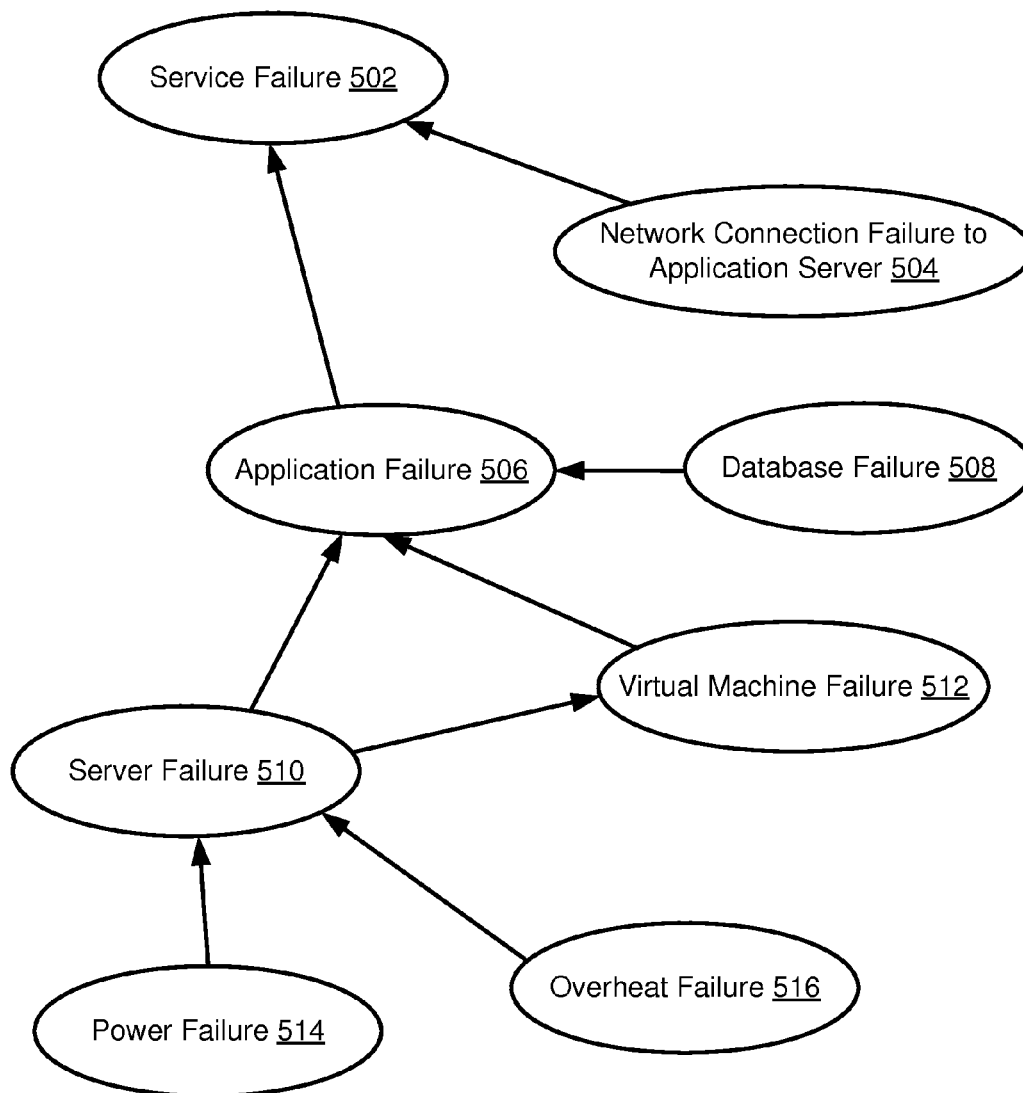 Service Failure 502
Network Connection Failure to
Application Server 504
Application Failure 506
Database Failure 508
Virtual Machine Failure 512
Server Failure 510
Overheat Failure 516
Power Failure 514